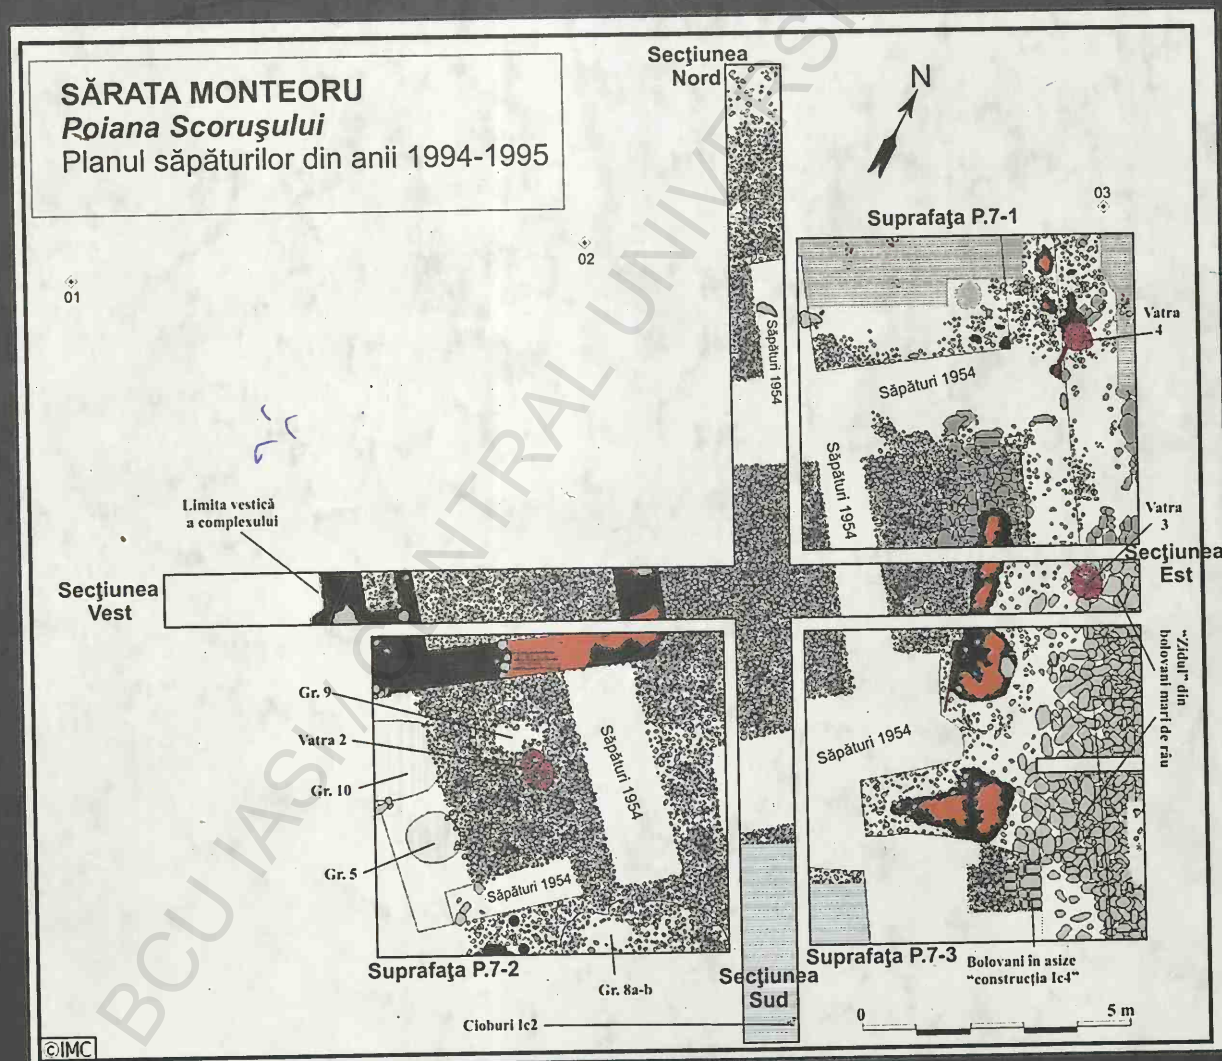 SĂRATA MONTEORU
Poiana Scoruşului
Planul săpăturilor din anii 1994-1995
Secţiunea
Nord
N
03
Suprafaţa P.7-1
02
01
Săpături 1954
Vatra
4
Săpături 1954
Săpături 1954
Limita vestică
a complexului
Vatra
3
Secţiunea
Est
Secţiunea
Vest
"Zidul" din
bolovani mari de râu
Gr. 9
Vatra 2
Gr. 10
Săpături 1954
Săpături 1954
Gr. 5
Săpături 1954
Suprafaţa P.7-2
Gr. 8a-b
Secţiunea
Sud
Suprafaţa P.7-3
Bolovani în asize
"construcţia Ic4"
Cioburi Ic2
0
5 m
©IMC
BCU IASI / CENTRAL UNIVERSI